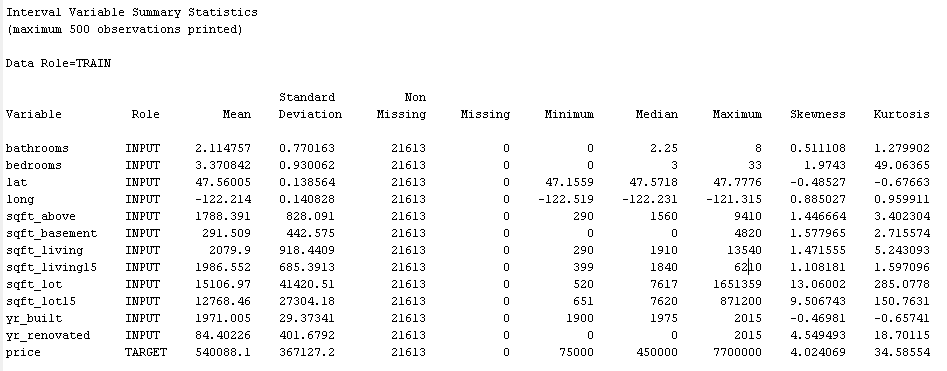 Interval Variable Summary Statistics
(maximum 500 observations printed)
Data Role=TRAIN
Standard Non
Variable Role Mean Deviation Missing Missing Minimum Median Maximum Skewness Kurtosis
bathrooms INPUT 2.114757 0.770163 21613 0 0 2.25 8 0.511108 1.279902
bedrooms INPUT 3.370842 0.930062 21613 0 0 3 33 1.9743 49.06365
lat INPUT 47.56005 0.138564 21613 0 47.1559 47.5718 47.7776 -0.48527 -0.67663
long INPUT -122.214 0.140828 21613 0 -122.519 -122.231 -121.315 0.885027 0.959911
sqft_above INPUT 1788.391 828.091 21613 0 290 1560 9410 1.446664 3.402304
sqft_basement INPUT 291.509 442.575 21613 0 0 0 4820 1.577965 2.715574
sqft_living INPUT 2079.9 918.4409 21613 0 290 1910 13540 1.471555 5.243093
sqft_living15 INPUT 1986.552 685.3913 21613 0 399 1840 6210 1.108181 1.597096
sqft_lot INPUT 15106.97 41420.51 21613 0 520 7617 1651359 13.06002 285.0778
sqft_lot15 INPUT 12768.46 27304.18 21613 0 651 7620 871200 9.506743 150.7631
yr_built INPUT 1971.005 29.37341 21613 0 1900 1975 2015 -0.46981 -0.65741
yr_renovated INPUT 84.40226 401.6792 21613 0 0 0 2015 4.549493 18.70115
price TARGET 540088.1 367127.2 21613 0 75000 450000 7700000 4.024069 34.58554